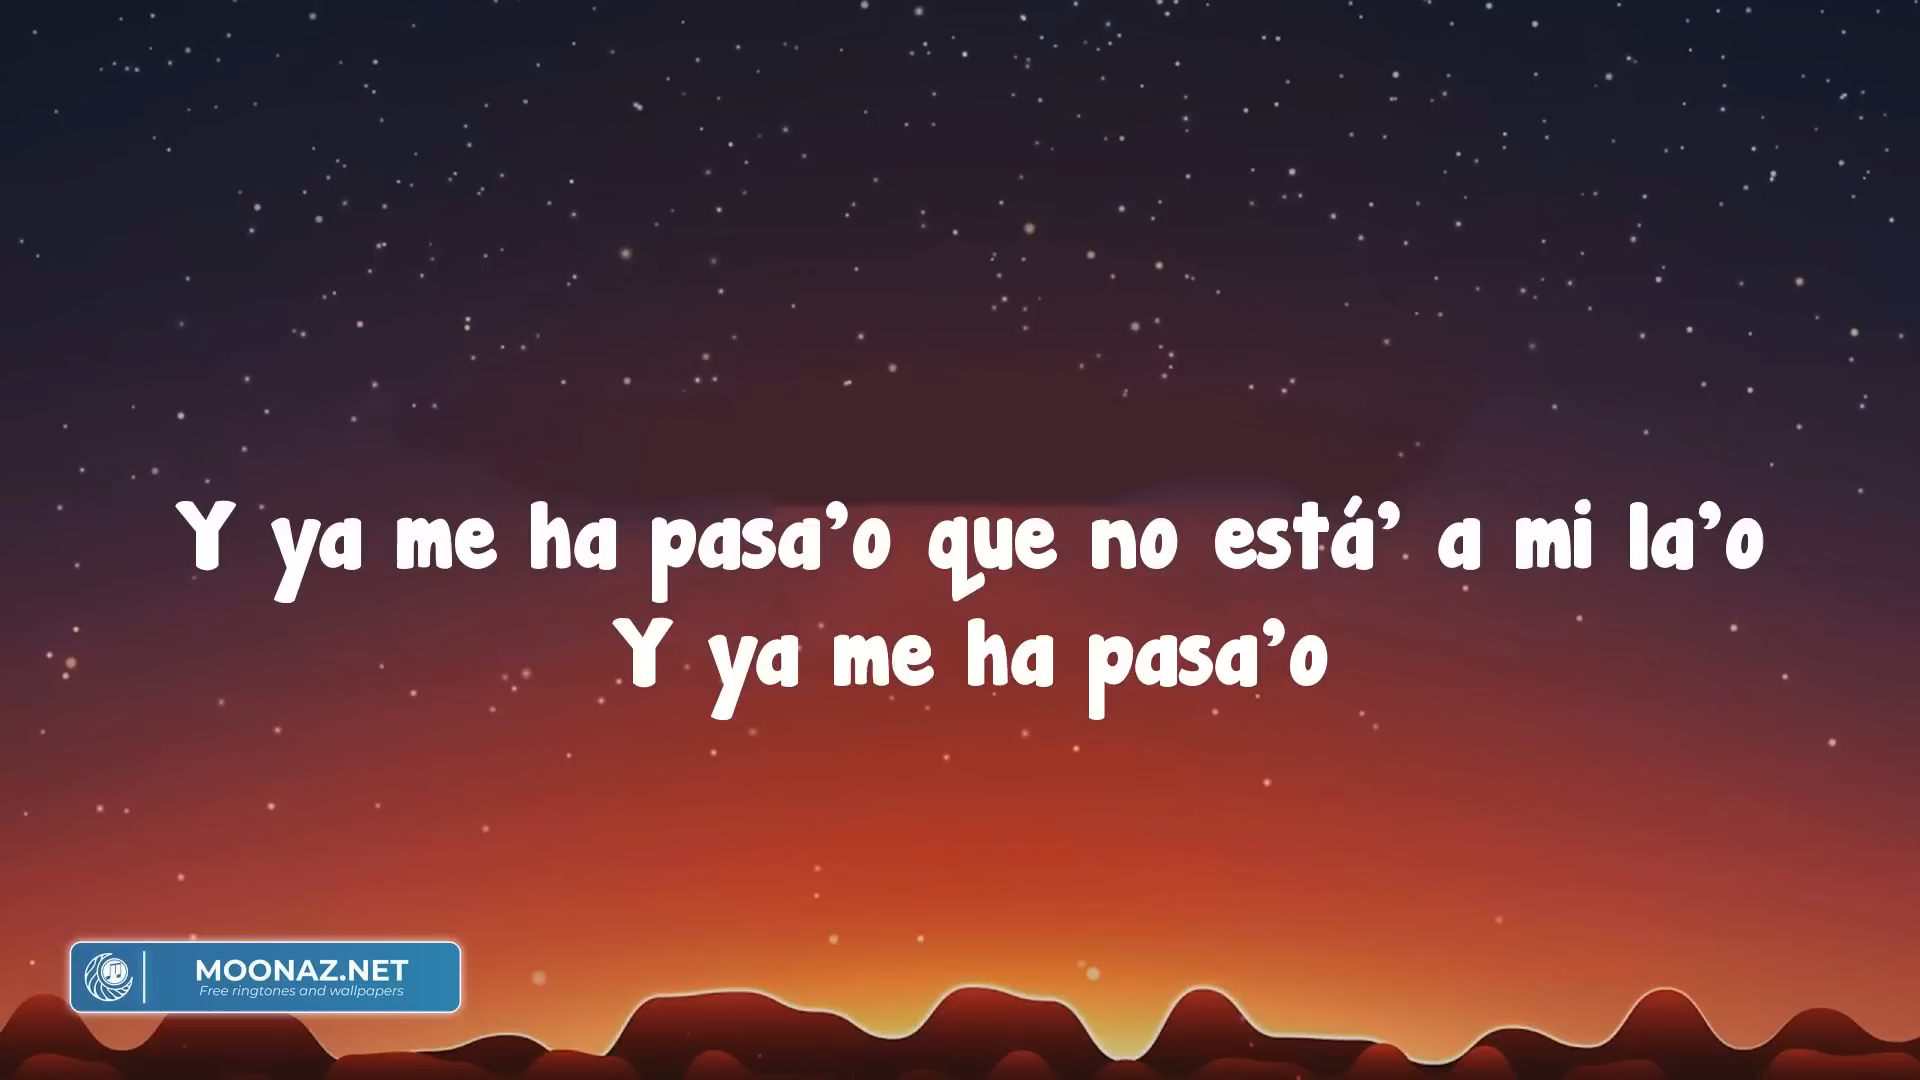 Y ya me ha pasa’o que no está’ a mi la’o
Y ya me ha pasa’o
MOONAZ.NET
Free ringtones and wallpapers